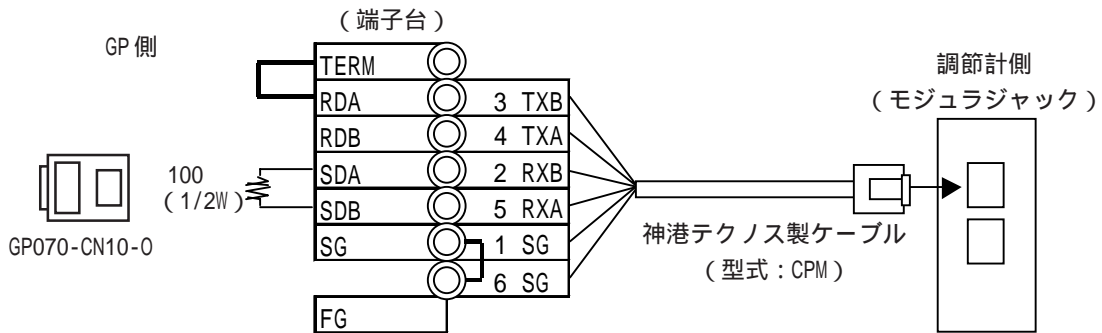 （端子台）
GP側
TERM
RDA
RDB
SDA
SDB
SG
FG
3 TXB
4 TXA
2 RXB
5 RXA
1 SG
6 SG
100
（1/2W）
GP070-CN10-O
神港テクノス製ケーブル
（型式：CPM）
調節計側
（モジュラジャック）